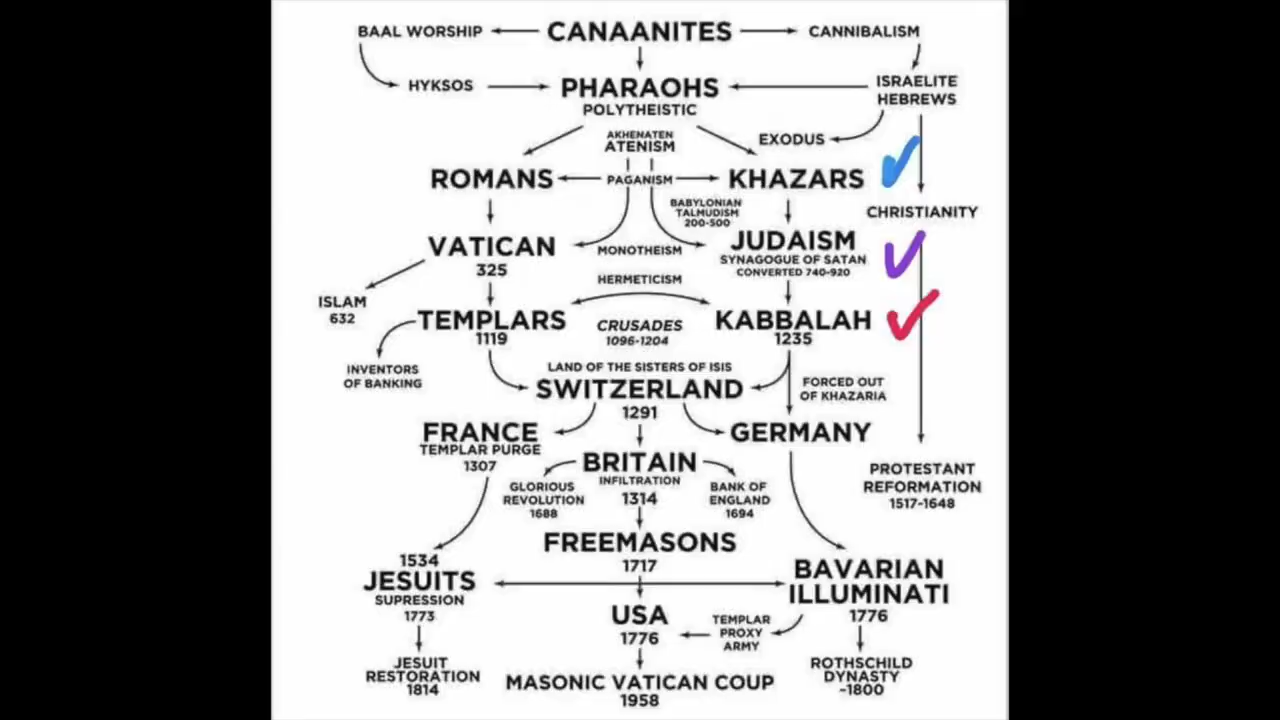 BAAL WORSHIP
CANAANITES
CANNIBALISM
HYKSOS
PHARAOHS
POLYTHEISTIC
ISRAELITE
HEBREWS
AKHENATEN
ATENISM
EXODUS
ROMANS
PAGANISM
KHAZARS
BABYLONIAN
TALMUDISM
200-500
CHRISTIANITY
VATICAN
325
MONOTHEISM
JUDAISM
SYNAGOGUE OF SATAN
CONVERTED 740-920
HERMETICISM
ISLAM
632
TEMPLARS
1119
CRUSADES
1096-1204
KABBALAH
1235
INVENTORS
OF BANKING
LAND OF THE SISTERS OF ISIS
SWITZERLAND
1291
FORCED OUT
OF KHAZARIA
FRANCE
TEMPLAR PURGE
1307
GERMANY
BRITAIN
INFILTRATION
1314
GLORIOUS
REVOLUTION
1688
BANK OF
ENGLAND
1694
PROTESTANT
REFORMATION
1517-1648
FREEMASONS
1717
1534
JESUITS
SUPRESSION
1773
BAVARIAN
ILLUMINATI
1776
USA
1776
TEMPLAR
PROXY
ARMY
JESUIT
RESTORATION
1814
MASONIC VATICAN COUP
1958
ROTHSCHILD
DYNASTY
~1800